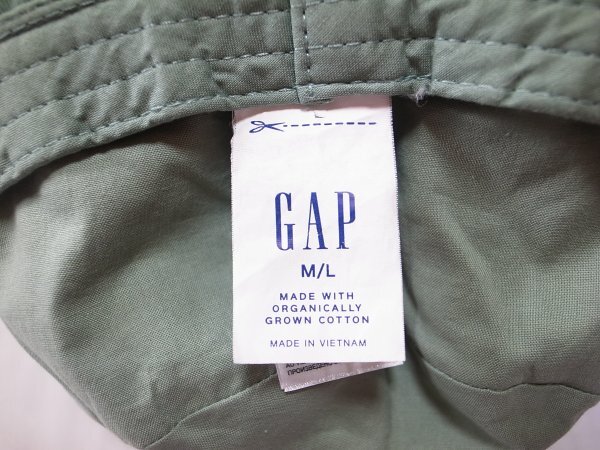 GAP
M/L
MADE WITH
ORGANICALLY
GROWN COTTON
MADE IN VIETNAM